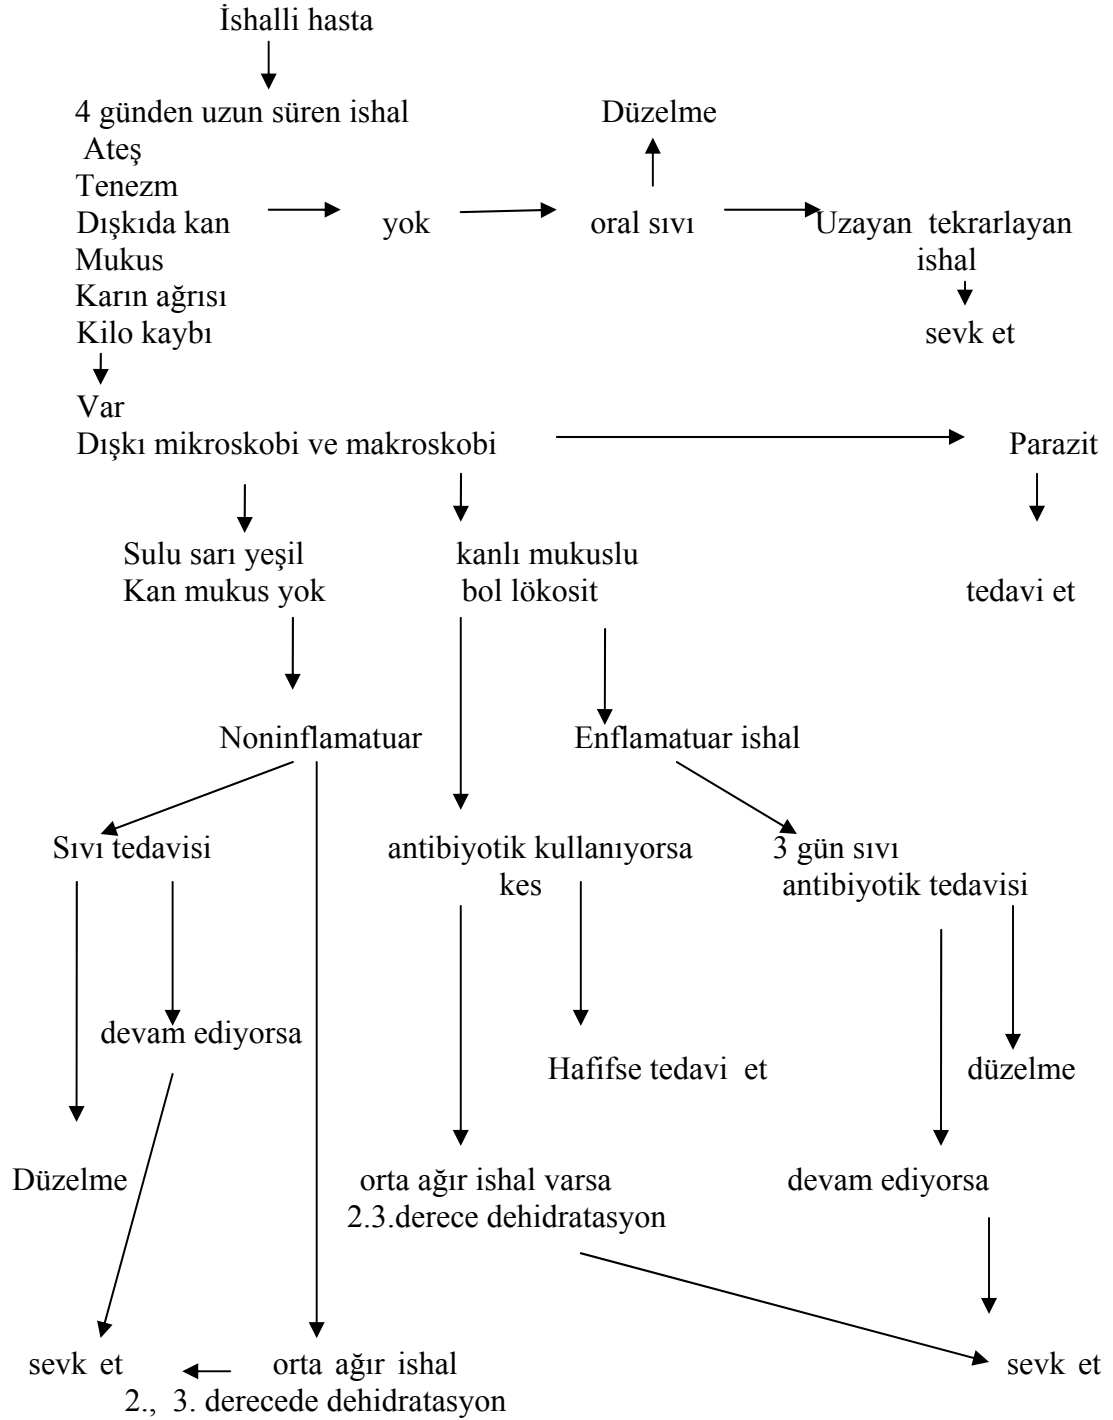 İshalli hasta
4 günden uzun süren ishal
Düzelme
Ateş
Tenezm
Dışkıda kan
yok
oral sıvı
Uzayan tekrarlayan
ishal
Mukus
Karın ağrısı
Kilo kaybı
sevk et
Var
Dışkı mikroskobi ve makroskobi
Parazit
Sulu sarı yeşil
Kan mukus yok
kanlı mukuslu
bol lökosit
tedavi et
Noninflamatuar
Enflamatuar ishal
Sıvı tedavisi
antibiyotik kullanıyorsa
kes
3 gün sıvı
antibiyotik tedavisi
devam ediyorsa
Hafifse tedavi et
düzelme
Düzelme
orta ağır ishal varsa
2.3.derece dehidratasyon
devam ediyorsa
sevk et
orta ağır ishal
2., 3. derecede dehidratasyon
sevk et